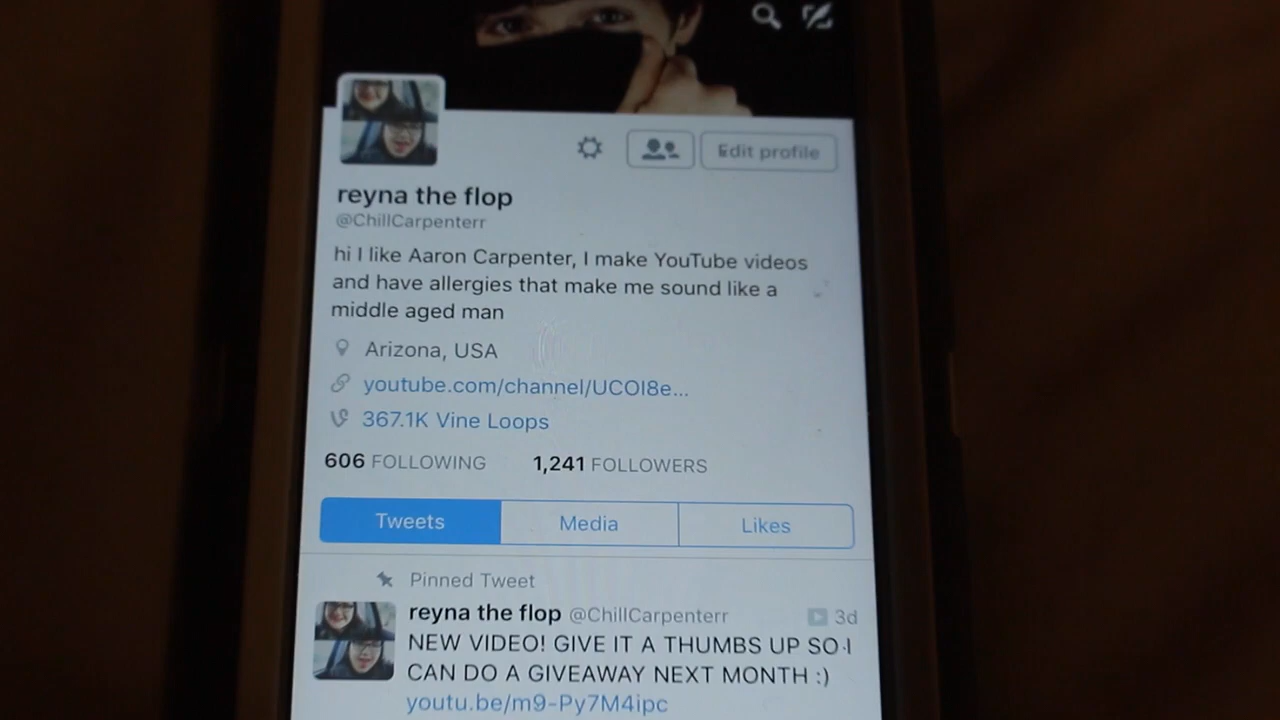 Edit profile
reyna the flop
@ChillCarpenterr
hi I like Aaron Carpenter, I make YouTube videos
and have allergies that make me sound like a
middle aged man
Arizona, USA
youtube.com/channel/UCOI8e...
367.1K Vine Loops
606 FOLLOWING 1,241 FOLLOWERS
Tweets Media Likes
Pinned Tweet
reyna the flop @ChillCarpenterr 3d
NEW VIDEO! GIVE IT A THUMBS UP SO I
CAN DO A GIVEAWAY NEXT MONTH :)
youtu.be/m9-Py7M4ipc